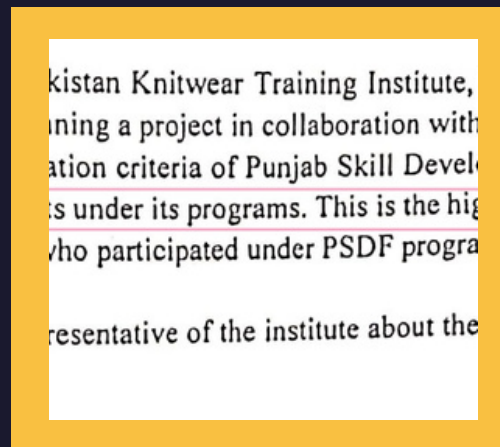 kistan Knitwear Training Institute,
ning a project in collaboration with
ation criteria of Punjab Skill Devel
s under its programs. This is the hig
who participated under PSDF progra
resentative of the institute about the